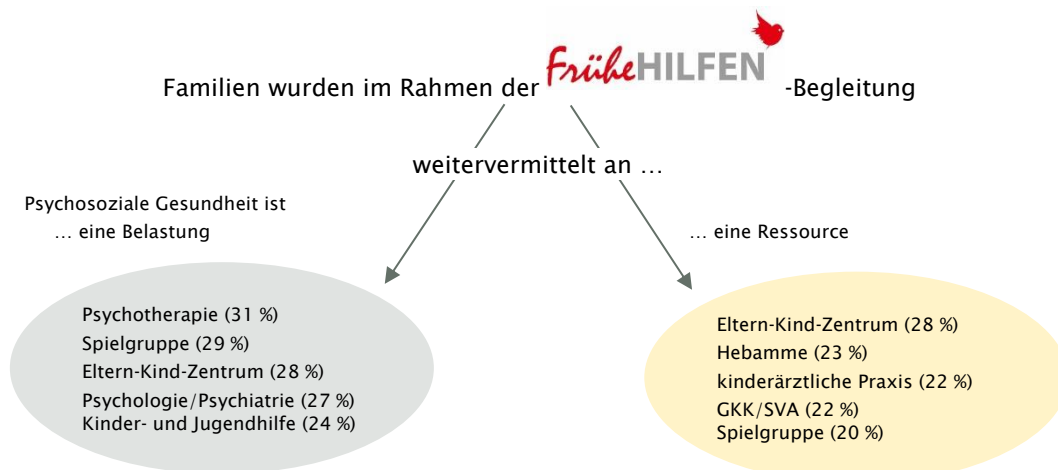 Familien wurden im Rahmen der FrüheHILFEN -Begleitung
weitervermittelt an …
Psychosoziale Gesundheit ist
… eine Belastung
… eine Ressource
Psychotherapie (31 %)
Spielgruppe (29 %)
Eltern-Kind-Zentrum (28 %)
Psychologie/Psychiatrie (27 %)
Kinder- und Jugendhilfe (24 %)
Eltern-Kind-Zentrum (28 %)
Hebamme (23 %)
kinderärztliche Praxis (22 %)
GKK/SVA (22 %)
Spielgruppe (20 %)